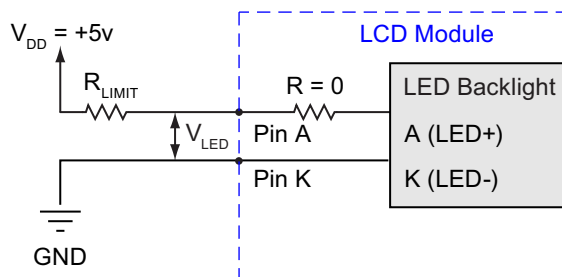 V_DD = +5v
LCD Module
R_LIMIT
R = 0
LED Backlight
V_LED
Pin A
A (LED+)
Pin K
K (LED-)
GND